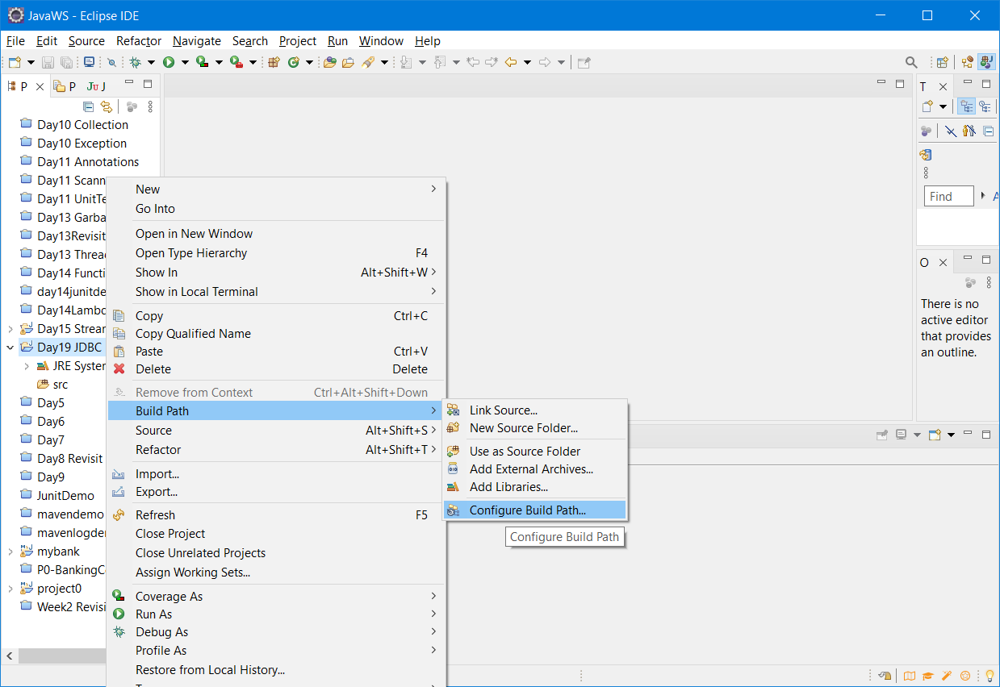 JavaWS - Eclipse IDE
File Edit Source Refactor Navigate Search Project Run Window Help
P P JU J
T
Day10 Collection
Day10 Exception
Day11 Annotations
Day11 Scann
Day11 UnitTe
Day13 Garba
Day13Revisit
Day13 Threa
Day14 Functi
day14junitde
Day14Lambd
Day15 Strear
Day19 JDBC
JRE System
src
Day5
Day6
Day7
Day8 Revisit
Day9
JunitDemo
mavendemo
mavenlogder
mybank
P0-BankingCo
project0
Week2 Revisi
New
Go Into
Open in New Window
Open Type Hierarchy F4
Show In Alt+Shift+W
Show in Local Terminal
Copy Ctrl+C
Copy Qualified Name
Paste Ctrl+V
Delete Delete
Remove from Context Ctrl+Alt+Shift+Down
Build Path
Source Alt+Shift+S
Refactor Alt+Shift+T
Import...
Export...
Refresh F5
Close Project
Close Unrelated Projects
Assign Working Sets...
Coverage As
Run As
Debug As
Profile As
Restore from Local History...
Link Source...
New Source Folder...
Use as Source Folder
Add External Archives...
Add Libraries...
Configure Build Path...
Configure Build Path
Find A
O
There is no
active editor
that provides
an outline.